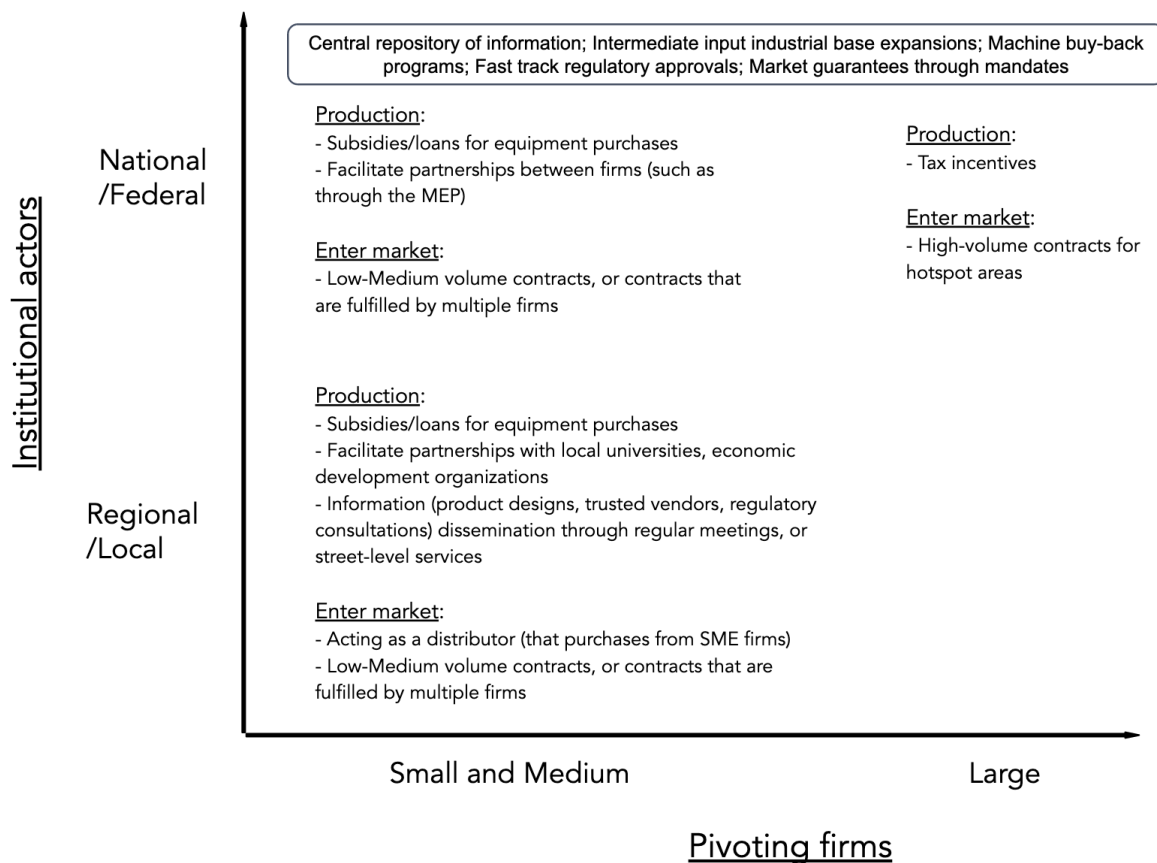 Central repository of information; Intermediate input industrial base expansions; Machine buy-back
programs; Fast track regulatory approvals; Market guarantees through mandates
Institutional actors
National
/Federal
Production:
- Subsidies/loans for equipment purchases
- Facilitate partnerships between firms (such as
through the MEP)
Enter market:
- Low-Medium volume contracts, or contracts that
are fulfilled by multiple firms
Production:
- Tax incentives
Enter market:
- High-volume contracts for
hotspot areas
Regional
/Local
Production:
- Subsidies/loans for equipment purchases
- Facilitate partnerships with local universities, economic
development organizations
- Information (product designs, trusted vendors, regulatory
consultations) dissemination through regular meetings, or
street-level services
Enter market:
- Acting as a distributor (that purchases from SME firms)
- Low-Medium volume contracts, or contracts that are
fulfilled by multiple firms
Small and Medium
Large
Pivoting firms